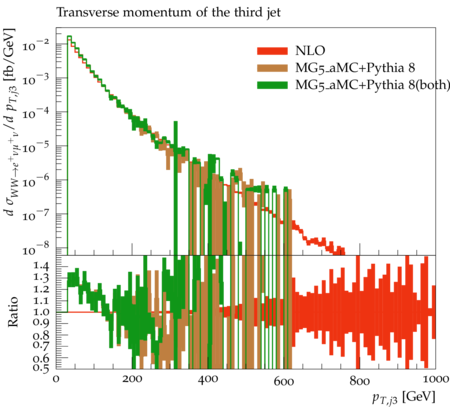 Transverse momentum of the third jet
NLO
MG5_aMC+Pythia 8
MG5_aMC+Pythia 8(both)
d σ_{WW→e⁺νμ⁺ν}/d p_{T,j3} [fb/GeV]
10⁻²
10⁻³
10⁻⁴
10⁻⁵
10⁻⁶
10⁻⁷
10⁻⁸
Ratio
1.4
1.3
1.2
1.1
1.0
0.9
0.8
0.7
0.6
0.5
0 200 400 600 800 1000
p_{T,j3} [GeV]